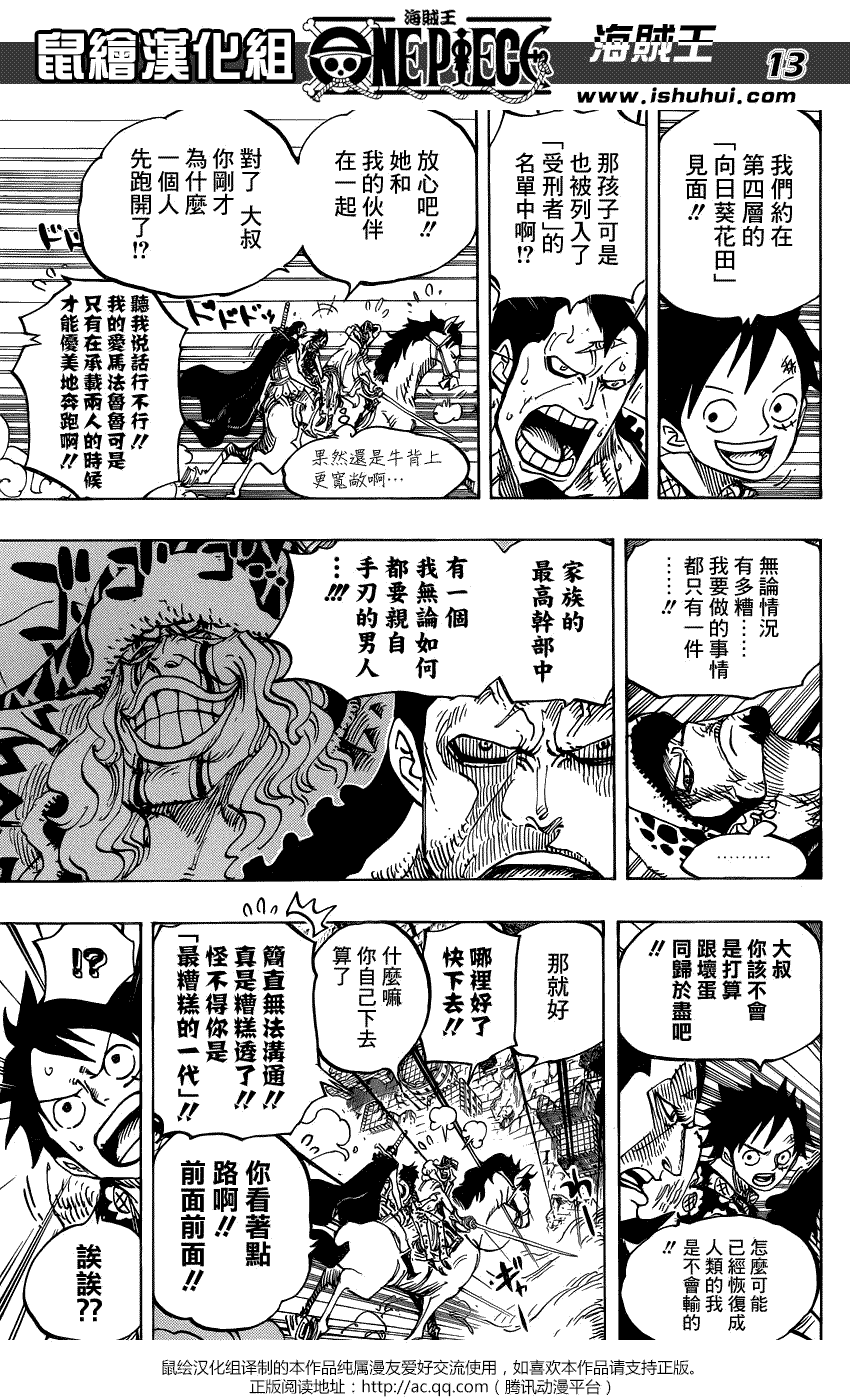 鼠繪漢化組
海賊王
ONE PIECE
海賊王
13
www.ishuhui.com
我們約在
第四層的
「向日葵花田」
見面!!
那孩子可是
也被列入了
「受刑者」的
名單中啊!?
放心吧!!
她和
我的伙伴
在一起
對了 大叔
你剛才
為什麼
一個人
先跑開了!?
ドドドッ
ドドド
聽我说話行不行!!
我的愛馬法魯魯可是
只有在承載兩人的時候
才能優美地奔跑啊!!
果然還是牛背上
更寬敞啊…
無論情況
有多糟……
我要做的事情
都只有一件
……!!
………
家族的
最高幹部中
有一個
我無論如何
都要親自
手刃的男人
…!!!
ゴゴゴ
大叔
你該不會
是打算
跟壞蛋
同歸於盡吧
!!
怎麼可能
已經恢復成
人類的我
是不會輸的
那就好
哪裡好了
快下去!!
什麼嘛
你自己下去
算了
簡直無法溝通!!
真是糟糕透了!!
怪不得你是
「最糟糕的一代」!!
你看著點
路啊!!
前面前面!!
!?
誒誒??
鼠绘汉化组译制的本作品纯属漫友爱好交流使用，如喜欢本作品请支持正版。
正版阅读地址：http://ac.qq.com（腾讯动漫平台）